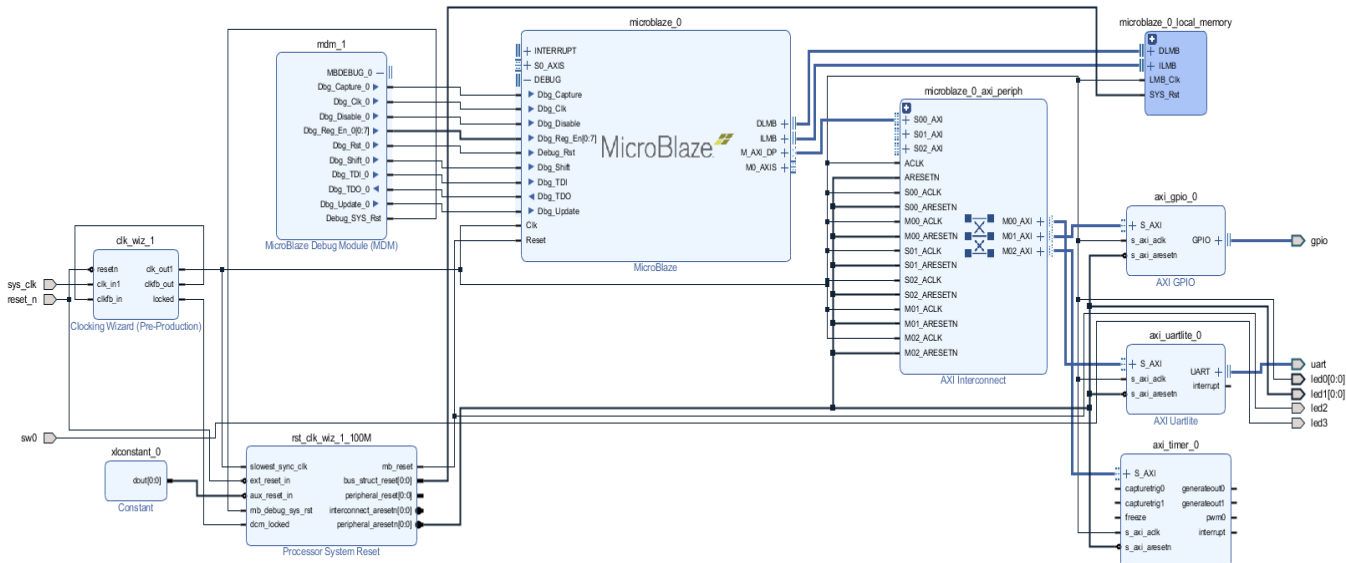 microblaze_0
INTERRUPT
S0_AXIS
DEBUG
Dbg_Capture
Dbg_Clk
Dbg_Disable
Dbg_Reg_En[0:7]
Debug_Rst
Dbg_Shift
Dbg_TDI
Dbg_TDO
Dbg_Update
Clk
Reset
MicroBlaze
DLMB
ILMB
M_AXI_DP
M0_AXIS
MicroBlaze
microblaze_0_local_memory
DLMB
ILMB
LMB_Clk
SYS_Rst
mdm_1
MBDEBUG_0
Dbg_Capture_0
Dbg_Clk_0
Dbg_Disable_0
Dbg_Reg_En_0[0:7]
Dbg_Rst_0
Dbg_Shift_0
Dbg_TDI_0
Dbg_TDO_0
Dbg_Update_0
Debug_SYS_Rst
MicroBlaze Debug Module (MDM)
microblaze_0_axi_periph
S00_AXI
S01_AXI
S02_AXI
ACLK
ARESETN
S00_ACLK
S00_ARESETN
M00_ACLK
M00_ARESETN
S01_ACLK
S01_ARESETN
S02_ACLK
S02_ARESETN
M01_ACLK
M01_ARESETN
M02_ACLK
M02_ARESETN
M00_AXI
M01_AXI
M02_AXI
AXI Interconnect
axi_gpio_0
S_AXI
s_axi_aclk
s_axi_aresetn
GPIO
AXI GPIO
gpio
clk_wiz_1
resetn
clk_in1
clkfb_in
clk_out1
clkfb_out
locked
Clocking Wizard (Pre-Production)
sys_clk
reset_n
axi_uartlite_0
S_AXI
s_axi_aclk
s_axi_aresetn
UART
interrupt
AXI Uartlite
uart
led0[0:0]
led1[0:0]
led2
led3
sw0
xlconstant_0
dout[0:0]
Constant
rst_clk_wiz_1_100M
slowest_sync_clk
ext_reset_in
aux_reset_in
mb_debug_sys_rst
dcm_locked
mb_reset
bus_struct_reset[0:0]
peripheral_reset[0:0]
interconnect_aresetn[0:0]
peripheral_aresetn[0:0]
Processor System Reset
axi_timer_0
S_AXI
capturetrig0
capturetrig1
freeze
s_axi_aclk
s_axi_aresetn
generateout0
generateout1
pwm0
interrupt